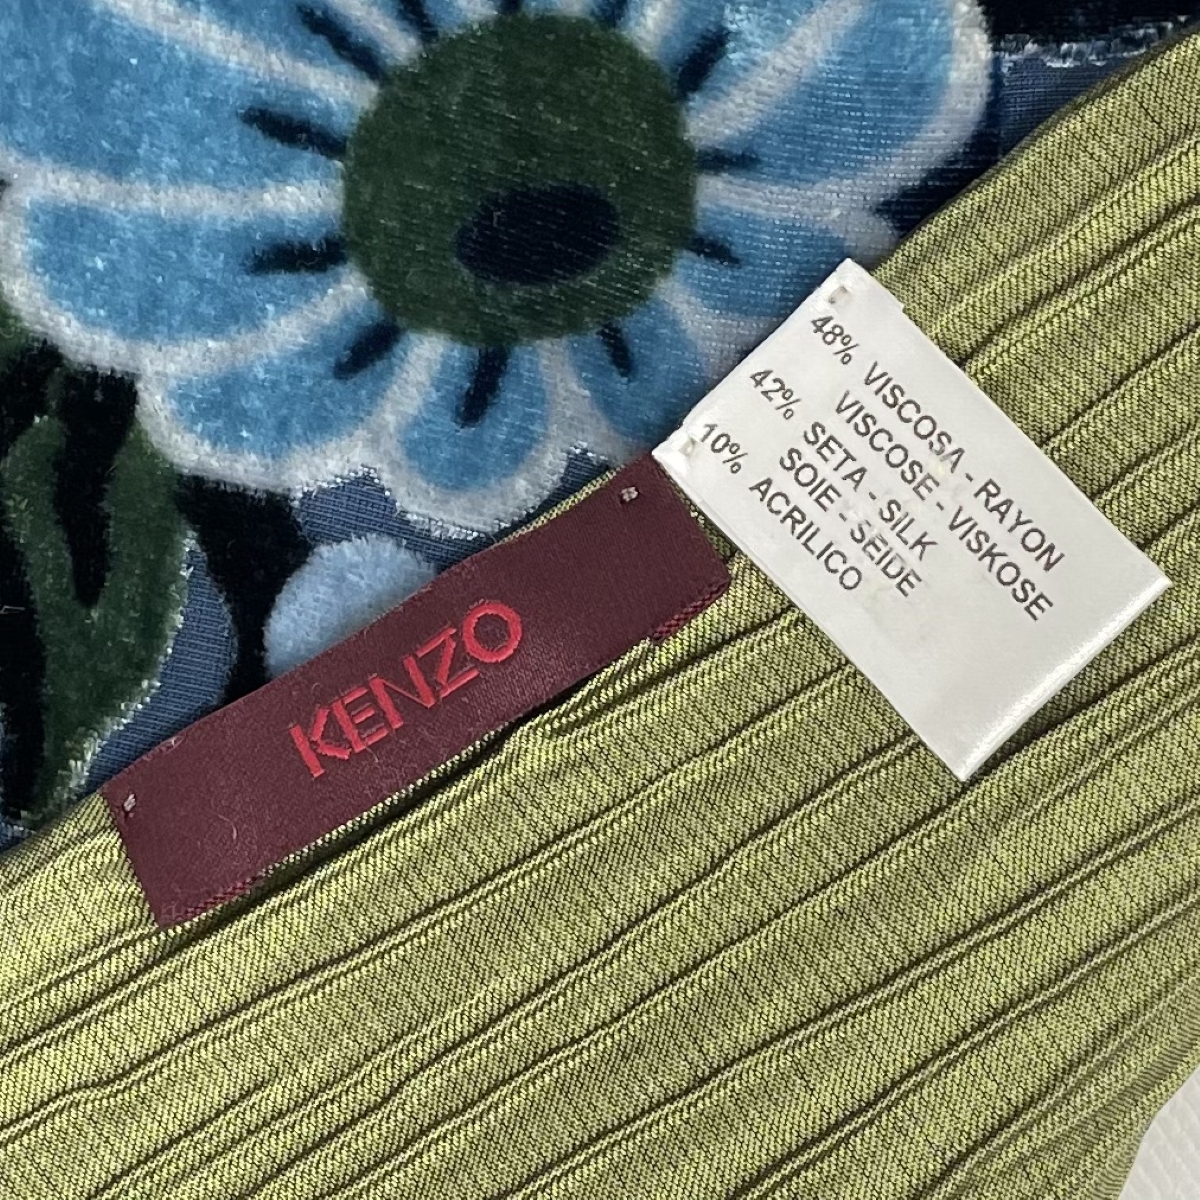 KENZO
48% VISCOSA - RAYON
VISCOSE - VISKOSE
42% SETA - SILK
SOIE - SEIDE
10% ACRILICO